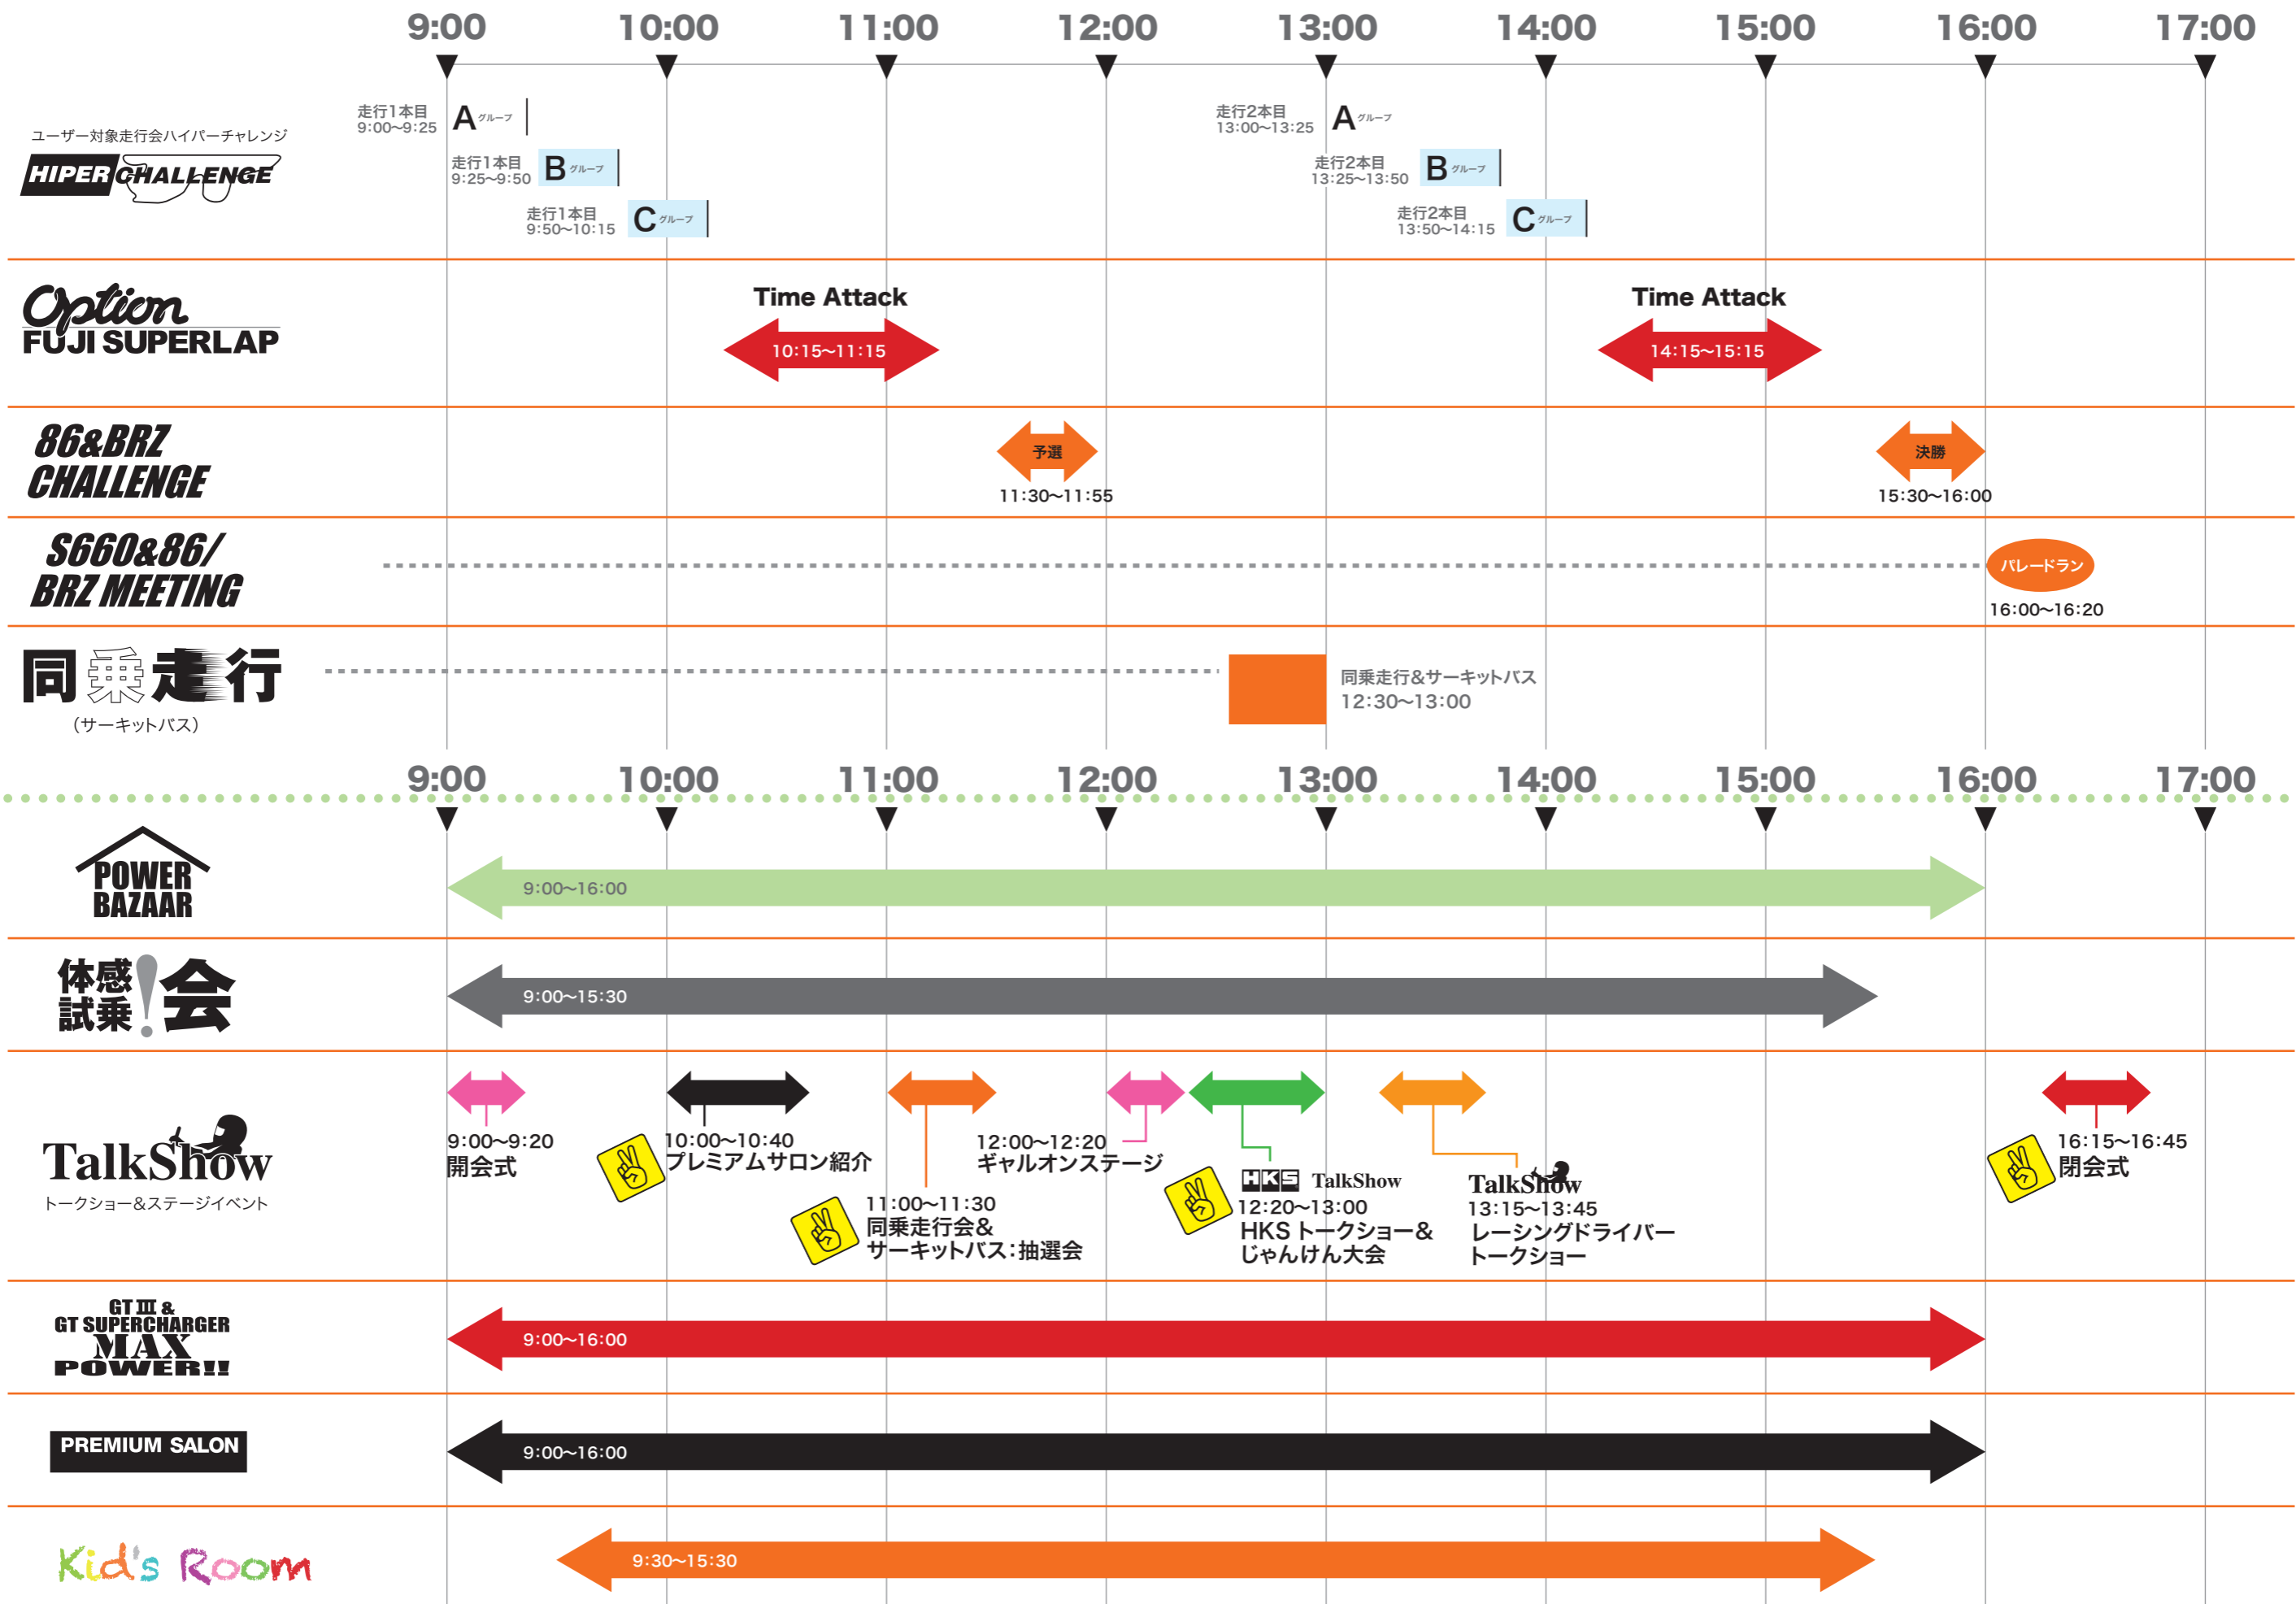 9:00 10:00 11:00 12:00 13:00 14:00 15:00 16:00 17:00
ユーザー対象走行会ハイパーチャレンジ
HIPER CHALLENGE
走行1本目
9:00〜9:25
Aグループ
走行1本目
9:25〜9:50
Bグループ
走行1本目
9:50〜10:15
Cグループ
走行2本目
13:00〜13:25
Aグループ
走行2本目
13:25〜13:50
Bグループ
走行2本目
13:50〜14:15
Cグループ
Option
FUJI SUPERLAP
Time Attack
10:15〜11:15
Time Attack
14:15〜15:15
86&BRZ
CHALLENGE
予選
11:30〜11:55
決勝
15:30〜16:00
S660&86/
BRZ MEETING
パレードラン
16:00〜16:20
同乗走行
（サーキットバス）
同乗走行&サーキットバス
12:30〜13:00
9:00 10:00 11:00 12:00 13:00 14:00 15:00 16:00 17:00
POWER
BAZAAR
9:00〜16:00
体感
試乗!会
9:00〜15:30
TalkShow
トークショー&ステージイベント
9:00〜9:20
開会式
10:00〜10:40
プレミアムサロン紹介
11:00〜11:30
同乗走行会&
サーキットバス：抽選会
12:00〜12:20
ギャルオンステージ
HKS TalkShow
12:20〜13:00
HKS トークショー&
じゃんけん大会
TalkShow
13:15〜13:45
レーシングドライバー
トークショー
16:15〜16:45
閉会式
GT III &
GT SUPERCHARGER
MAX
POWER!!
9:00〜16:00
PREMIUM SALON
9:00〜16:00
Kid's Room
9:30〜15:30